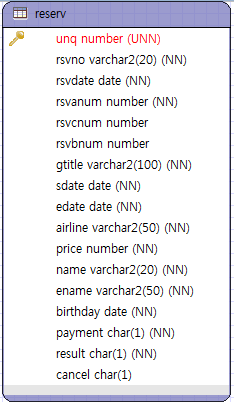 reserv
unq number (UNN)
rsvno varchar2(20) (NN)
rsvdate date (NN)
rsvanum number (NN)
rsvcnum number
rsvbnum number
gtitle varchar2(100) (NN)
sdate date (NN)
edate date (NN)
airline varchar2(50) (NN)
price number (NN)
name varchar2(20) (NN)
ename varchar2(50) (NN)
birthday date (NN)
payment char(1) (NN)
result char(1) (NN)
cancel char(1)